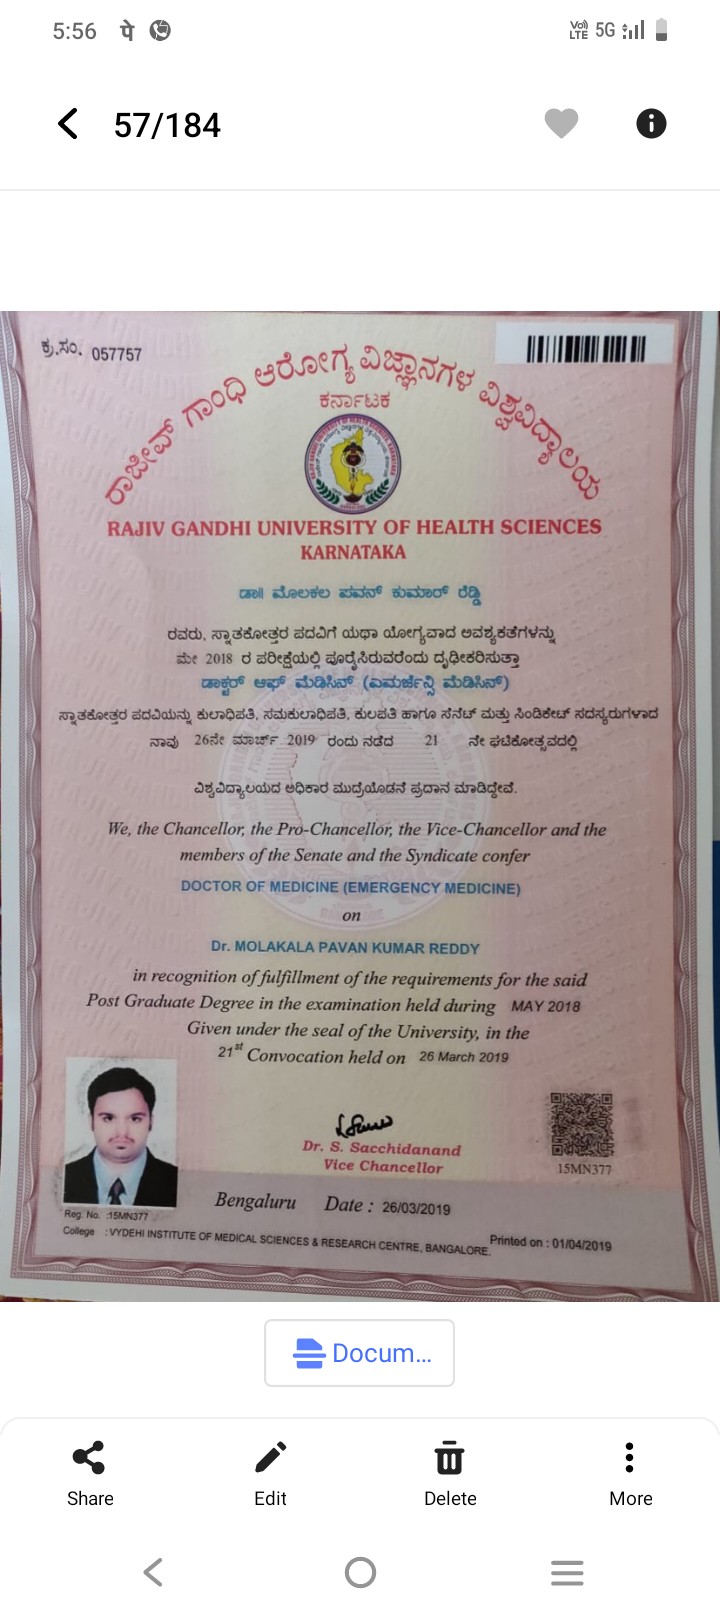 5:56 पे VoLTE 5G
57/184
ಕ್ರ.ಸಂ. 057757
ರಾಜೀವ್ ಗಾಂಧಿ ಆರೋಗ್ಯ ವಿಜ್ಞಾನಗಳ ವಿಶ್ವವಿದ್ಯಾಲಯ
ಕರ್ನಾಟಕ
RAJIV GANDHI UNIVERSITY OF HEALTH SCIENCES
KARNATAKA
ಡಾ|| ಮೊಲಕಲ ಪವನ್ ಕುಮಾರ್ ರೆಡ್ಡಿ
ರವರು, ಸ್ನಾತಕೋತ್ತರ ಪದವಿಗೆ ಯಥಾ ಯೋಗ್ಯವಾದ ಅವಶ್ಯಕತೆಗಳನ್ನು
ಮೇ 2018 ರ ಪರೀಕ್ಷೆಯಲ್ಲಿ ಪೂರೈಸಿರುವರೆಂದು ದೃಢೀಕರಿಸುತ್ತಾ
ಡಾಕ್ಟರ್ ಆಫ್ ಮೆಡಿಸಿನ್ (ಎಮರ್ಜೆನ್ಸಿ ಮೆಡಿಸಿನ್)
ಸ್ನಾತಕೋತ್ತರ ಪದವಿಯನ್ನು ಕುಲಾಧಿಪತಿ, ಸಮಕುಲಾಧಿಪತಿ, ಕುಲಪತಿ ಹಾಗೂ ಸೆನೆಟ್ ಮತ್ತು ಸಿಂಡಿಕೇಟ್ ಸದಸ್ಯರುಗಳಾದ
ನಾವು 26ನೇ ಮಾರ್ಚ್ 2019 ರಂದು ನಡೆದ 21 ನೇ ಘಟಿಕೋತ್ಸವದಲ್ಲಿ
ವಿಶ್ವವಿದ್ಯಾಲಯದ ಅಧಿಕಾರ ಮುದ್ರೆಯೊಡನೆ ಪ್ರದಾನ ಮಾಡಿದ್ದೇವೆ.
We, the Chancellor, the Pro-Chancellor, the Vice-Chancellor and the
members of the Senate and the Syndicate confer
DOCTOR OF MEDICINE (EMERGENCY MEDICINE)
on
Dr. MOLAKALA PAVAN KUMAR REDDY
in recognition of fulfillment of the requirements for the said
Post Graduate Degree in the examination held during MAY 2018
Given under the seal of the University, in the
21st Convocation held on 26 March 2019
Dr. S. Sacchidanand
Vice Chancellor
15MN377
Bengaluru Date : 26/03/2019
Reg. No. :15MN377
College : VYDEHI INSTITUTE OF MEDICAL SCIENCES & RESEARCH CENTRE, BANGALORE.
Printed on : 01/04/2019
Docum...
Share Edit Delete More